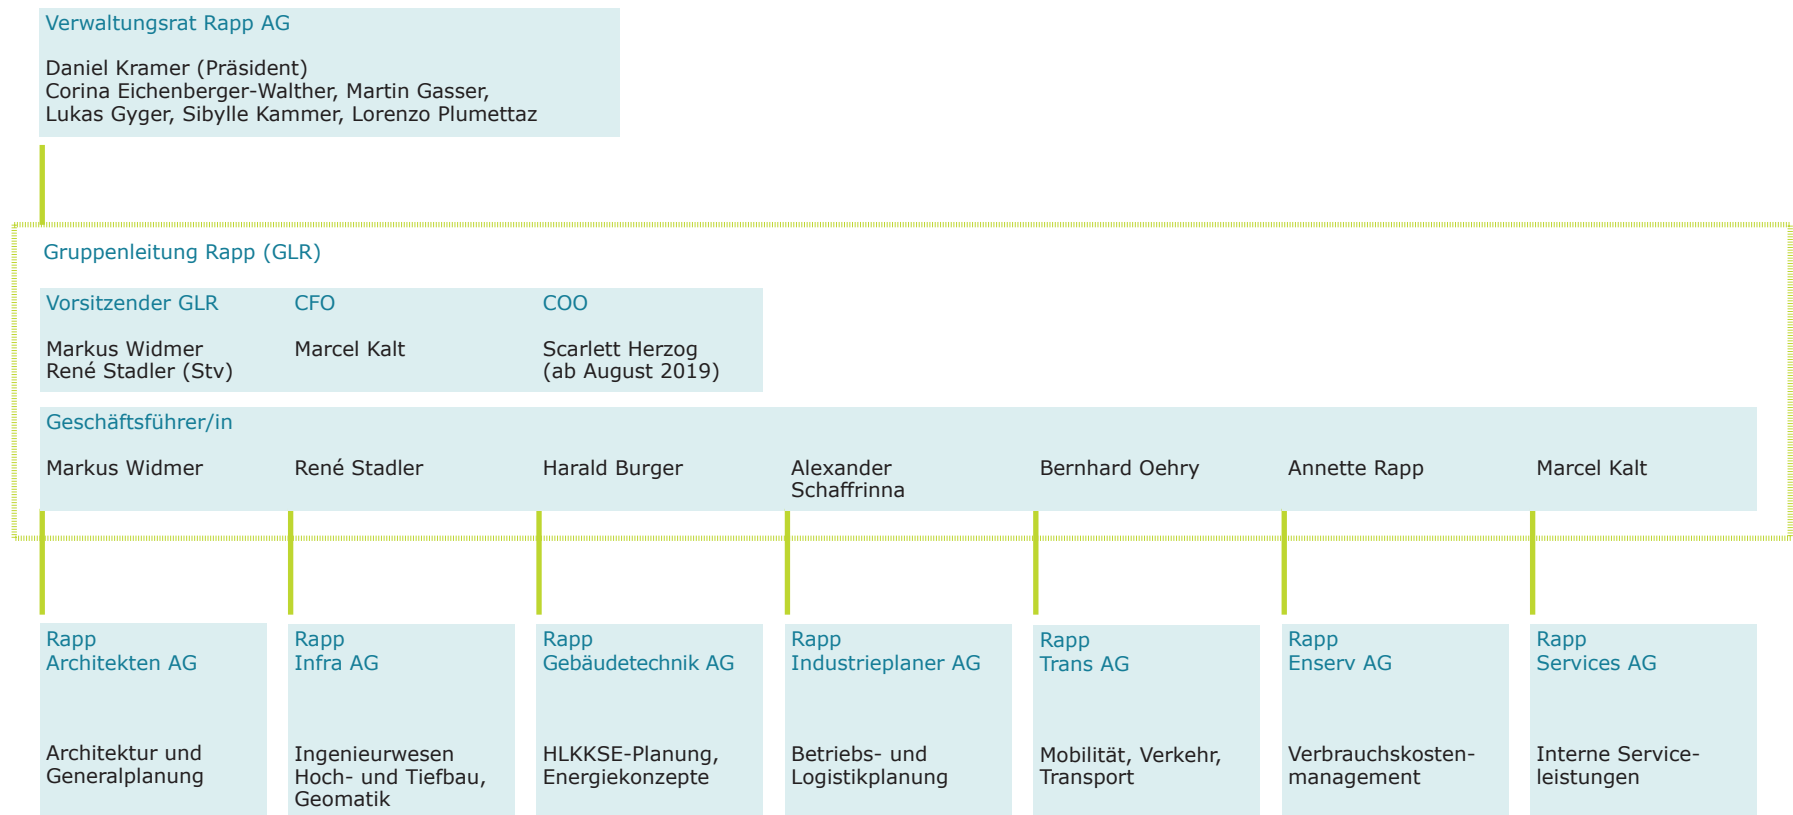 Verwaltungsrat Rapp AG
Daniel Kramer (Präsident)
Corina Eichenberger-Walther, Martin Gasser,
Lukas Gyger, Sibylle Kammer, Lorenzo Plumettaz
Gruppenleitung Rapp (GLR)
Vorsitzender GLR
Markus Widmer
René Stadler (Stv)
CFO
Marcel Kalt
COO
Scarlett Herzog
(ab August 2019)
Geschäftsführer/in
Markus Widmer
René Stadler
Harald Burger
Alexander
Schaffrinna
Bernhard Oehry
Annette Rapp
Marcel Kalt
Rapp
Architekten AG
Architektur und
Generalplanung
Rapp
Infra AG
Ingenieurwesen
Hoch- und Tiefbau,
Geomatik
Rapp
Gebäudetechnik AG
HLKKSE-Planung,
Energiekonzepte
Rapp
Industrieplaner AG
Betriebs- und
Logistikplanung
Rapp
Trans AG
Mobilität, Verkehr,
Transport
Rapp
Enserv AG
Verbrauchskosten-
management
Rapp
Services AG
Interne Service-
leistungen